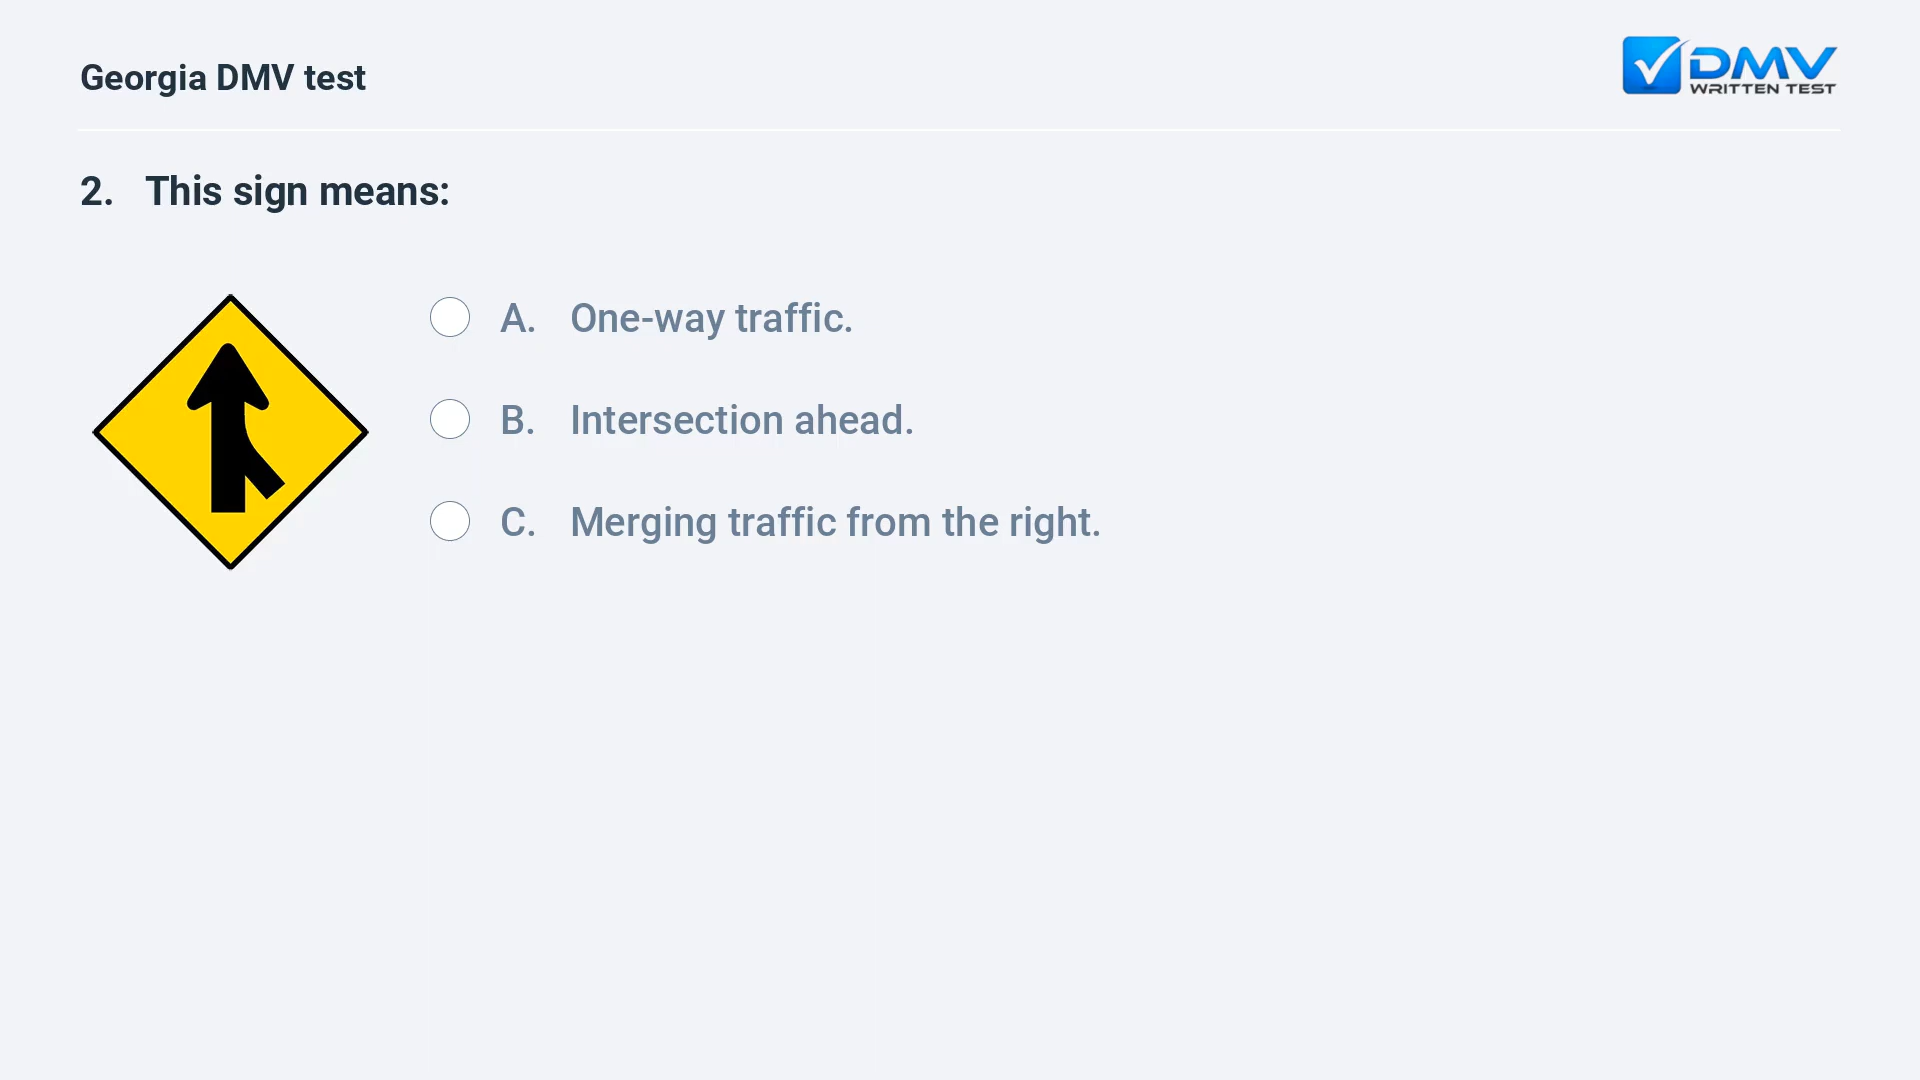 Georgia DMV test
DMV
WRITTEN TEST
2. This sign means:
A. One-way traffic.
B. Intersection ahead.
C. Merging traffic from the right.